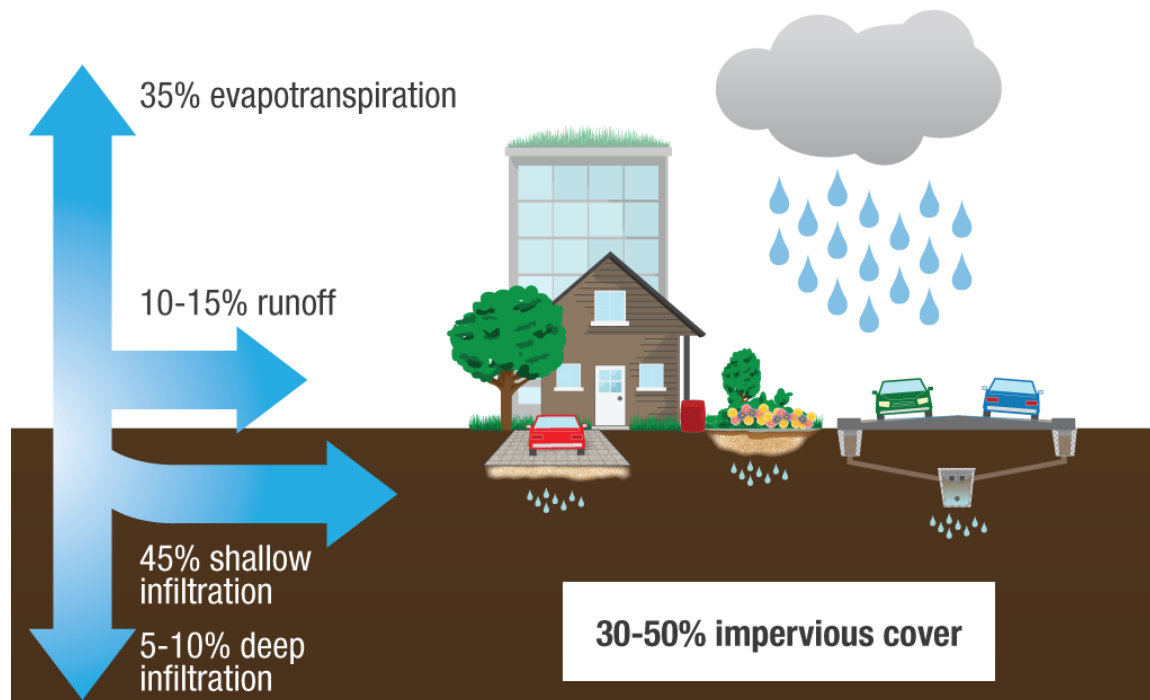 35% evapotranspiration
10-15% runoff
45% shallow
infiltration
5-10% deep
infiltration
30-50% impervious cover